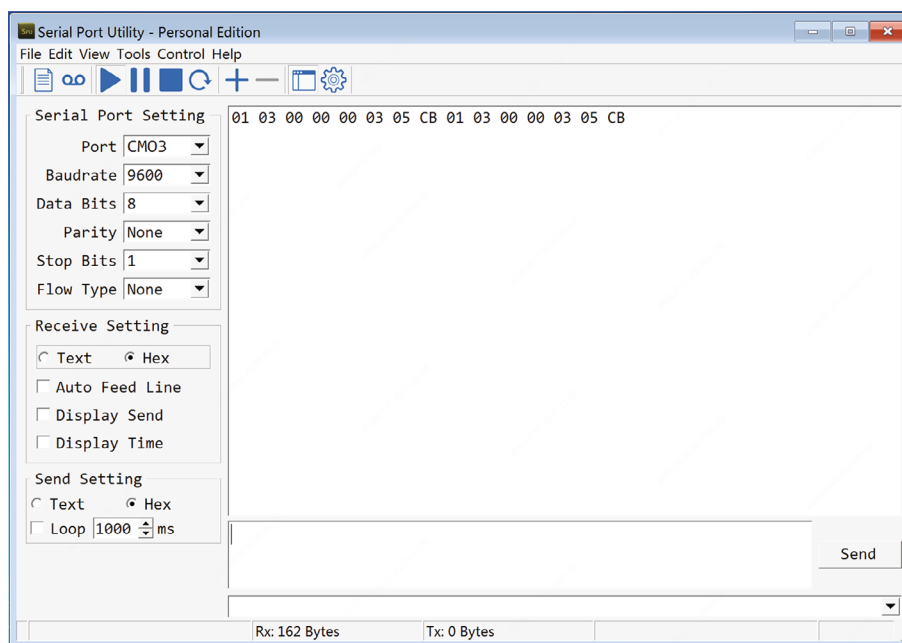 Serial Port Utility - Personal Edition
File Edit View Tools Control Help
Serial Port Setting
Port CMO3
Baudrate 9600
Data Bits 8
Parity None
Stop Bits 1
Flow Type None
Receive Setting
Text Hex
Auto Feed Line
Display Send
Display Time
Send Setting
Text Hex
Loop 1000 ms
01 03 00 00 00 03 05 CB 01 03 00 00 03 05 CB
Send
Rx: 162 Bytes Tx: 0 Bytes